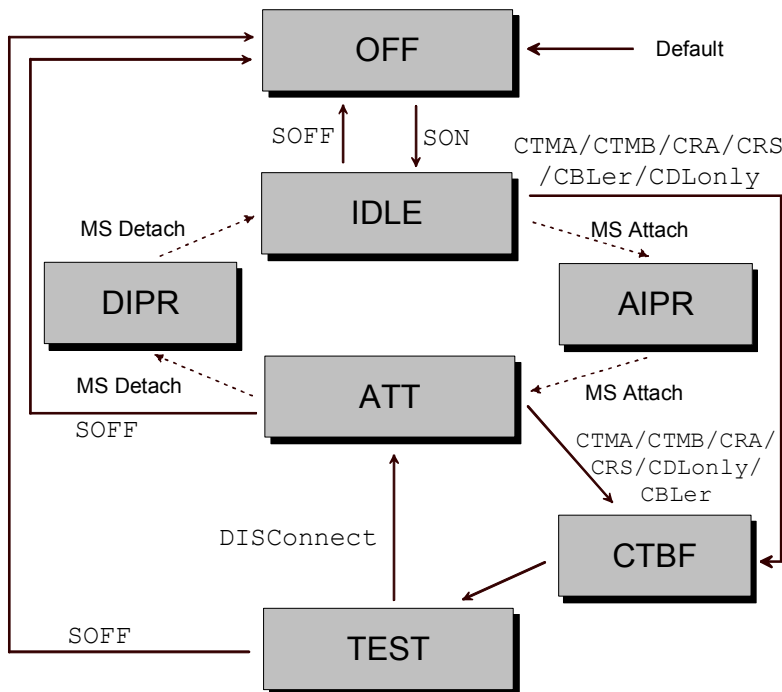 OFF
Default
SOFF
SON
CTMA/CTMB/CRA/CRS
/CBLer/CDLonly
IDLE
MS Detach
MS Attach
DIPR
AIPR
MS Detach
ATT
MS Attach
SOFF
CTMA/CTMB/CRA/
CRS/CDLonly/
CBLer
DISConnect
CTBF
SOFF
TEST